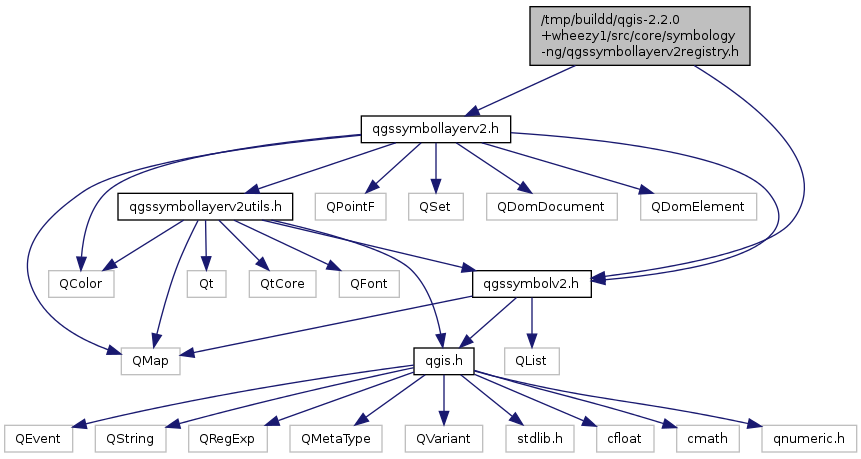 /tmp/buildd/qgis-2.2.0
+wheezy1/src/core/symbology
-ng/qgssymbollayerv2registry.h
qgssymbollayerv2.h
qgssymbollayerv2utils.h
QPointF
QSet
QDomDocument
QDomElement
QColor
Qt
QtCore
QFont
qgssymbolv2.h
QMap
qgis.h
QList
QEvent
QString
QRegExp
QMetaType
QVariant
stdlib.h
cfloat
cmath
qnumeric.h